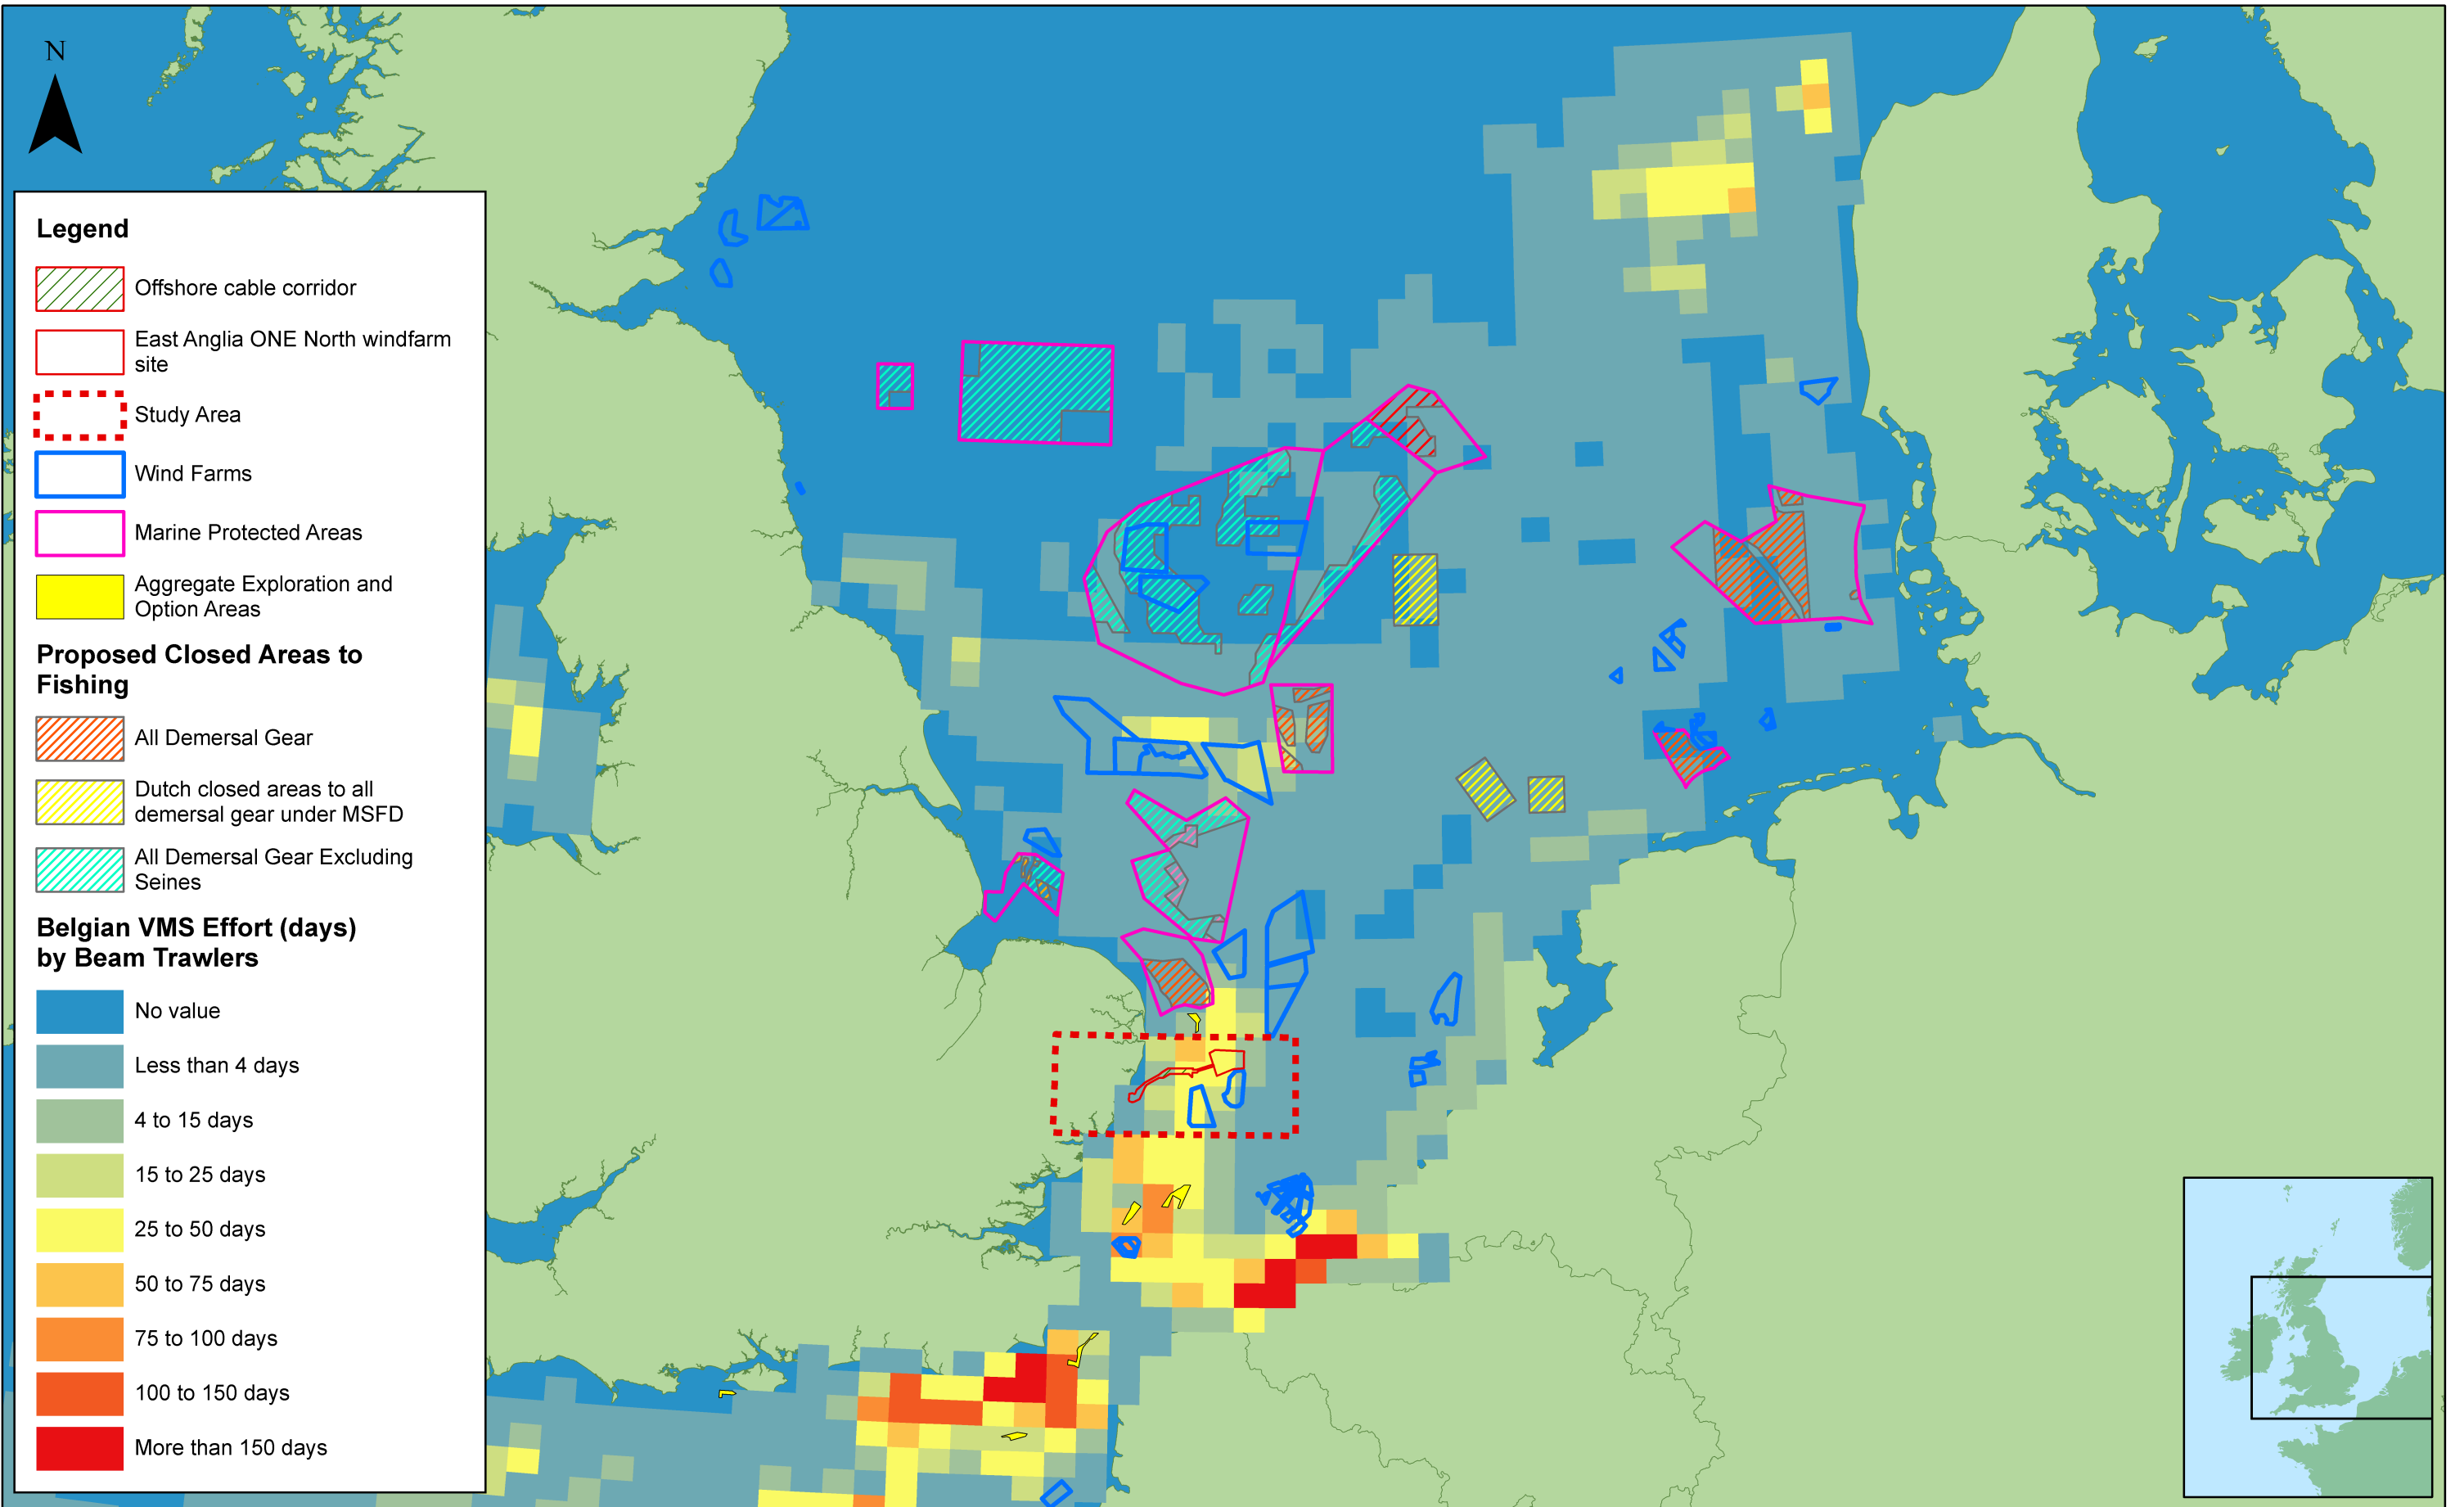 N
Legend
Offshore cable corridor
East Anglia ONE North windfarm
site
Study Area
Wind Farms
Marine Protected Areas
Aggregate Exploration and
Option Areas
Proposed Closed Areas to
Fishing
All Demersal Gear
Dutch closed areas to all
demersal gear under MSFD
All Demersal Gear Excluding
Seines
Belgian VMS Effort (days)
by Beam Trawlers
No value
Less than 4 days
4 to 15 days
15 to 25 days
25 to 50 days
50 to 75 days
75 to 100 days
100 to 150 days
More than 150 days